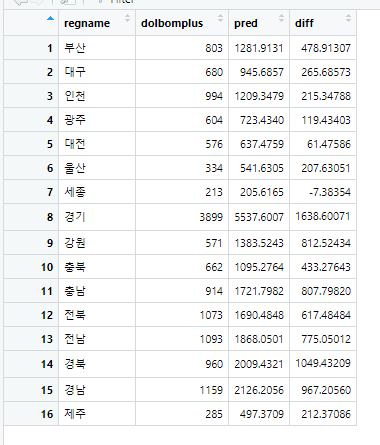 regname dolbomplus pred diff
1 부산 803 1281.9131 478.91307
2 대구 680 945.6857 265.68573
3 인천 994 1209.3479 215.34788
4 광주 604 723.4340 119.43403
5 대전 576 637.4759 61.47586
6 울산 334 541.6305 207.63051
7 세종 213 205.6165 -7.38354
8 경기 3899 5537.6007 1638.60071
9 강원 571 1383.5243 812.52434
10 충북 662 1095.2764 433.27643
11 충남 914 1721.7982 807.79820
12 전북 1073 1690.4848 617.48484
13 전남 1093 1868.0501 775.05012
14 경북 960 2009.4321 1049.43209
15 경남 1159 2126.2056 967.20560
16 제주 285 497.3709 212.37086